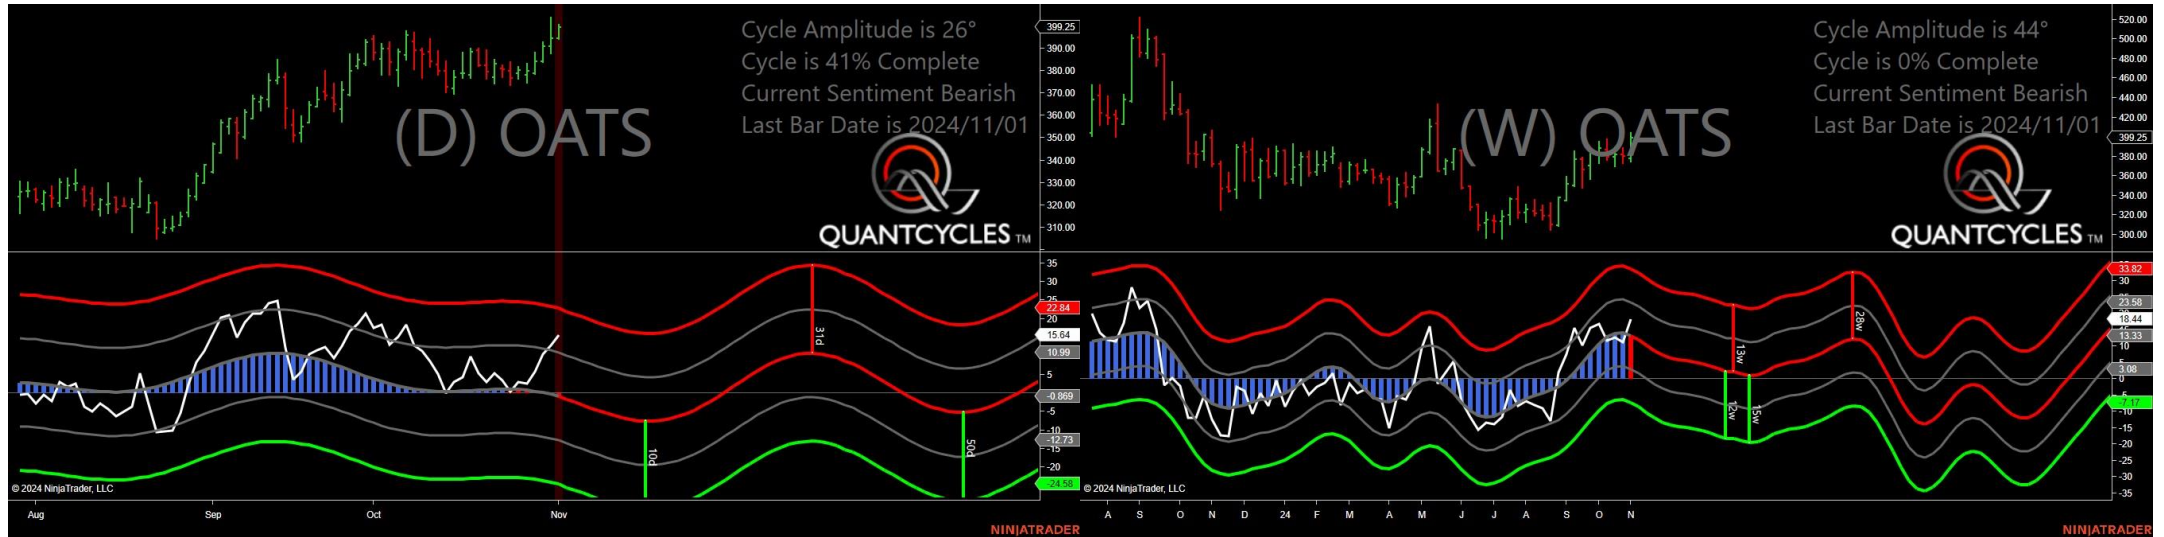 Cycle Amplitude is 26°
Cycle is 41% Complete
Current Sentiment Bearish
Last Bar Date is 2024/11/01
(D) OATS
QUANTCYCLES TM
399.25
390.00
380.00
370.00
360.00
350.00
340.00
330.00
320.00
310.00
35
30
25
22.84
20
15.64
10.99
5
-0.869
-5
-10
-12.73
-15
-20
-24.58
31d
10d
50d
© 2024 NinjaTrader, LLC
Aug Sep Oct Nov
NINJATRADER
Cycle Amplitude is 44°
Cycle is 0% Complete
Current Sentiment Bearish
Last Bar Date is 2024/11/01
(W) OATS
QUANTCYCLES TM
520.00
500.00
480.00
460.00
440.00
420.00
399.25
380.00
360.00
340.00
320.00
300.00
33.82
23.58
18.44
13.33
10
5
3.08
0
-7.17
-10
-15
-20
-25
-30
-35
13w
28w
12w
15w
© 2024 NinjaTrader, LLC
A S O N D 24 F M A M J J A S O N
NINJATRADER